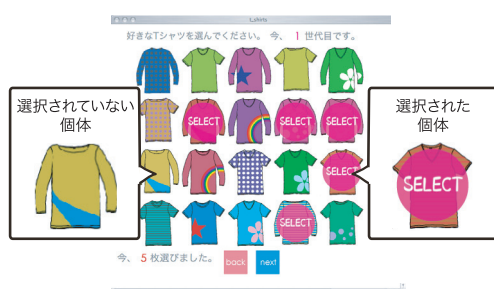 t_shirts
好きなTシャツを選んでください。 今、 1 世代目です。
選択されていない
個体
選択された
個体
SELECT
SELECT
SELECT
SELECT
SELECT
SELECT
今、 5 枚選びました。
back
next